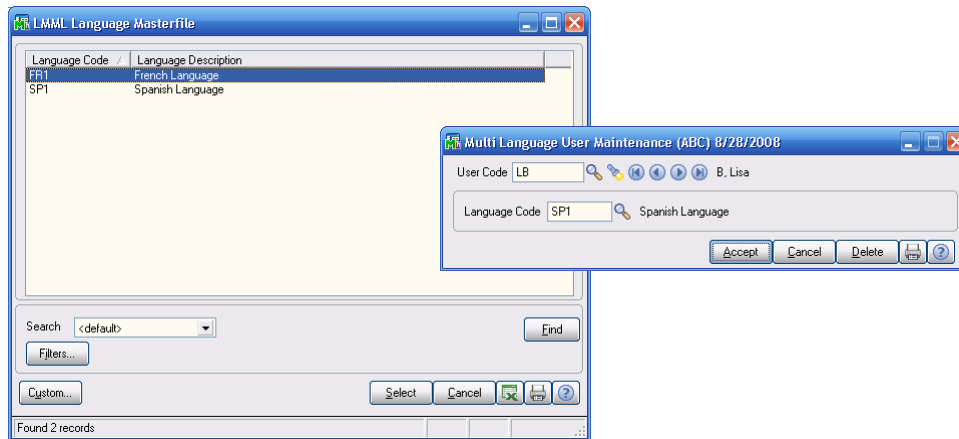 LMML Language Masterfile
Language Code Language Description
FR1 French Language
SP1 Spanish Language
Multi Language User Maintenance (ABC) 8/28/2008
User Code LB B, Lisa
Language Code SP1 Spanish Language
Accept Cancel Delete
Search <default> Find
Filters...
Custom... Select Cancel
Found 2 records